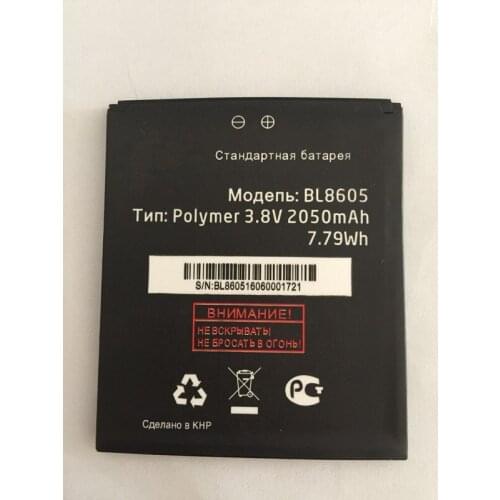 Стандартная батарея
Модель: BL8605
Тип: Polymer 3.8V 2050mAh
7.79Wh
S/N:BL860516060001721
ВНИМАНИЕ!
НЕ ВСКРЫВАТЬ!
НЕ БРОСАТЬ В ОГОНЬ!
Сделано в КНР